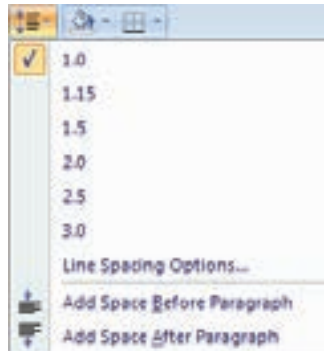 1.0
1.15
1.5
2.0
2.5
3.0
Line Spacing Options...
Add Space Before Paragraph
Add Space After Paragraph